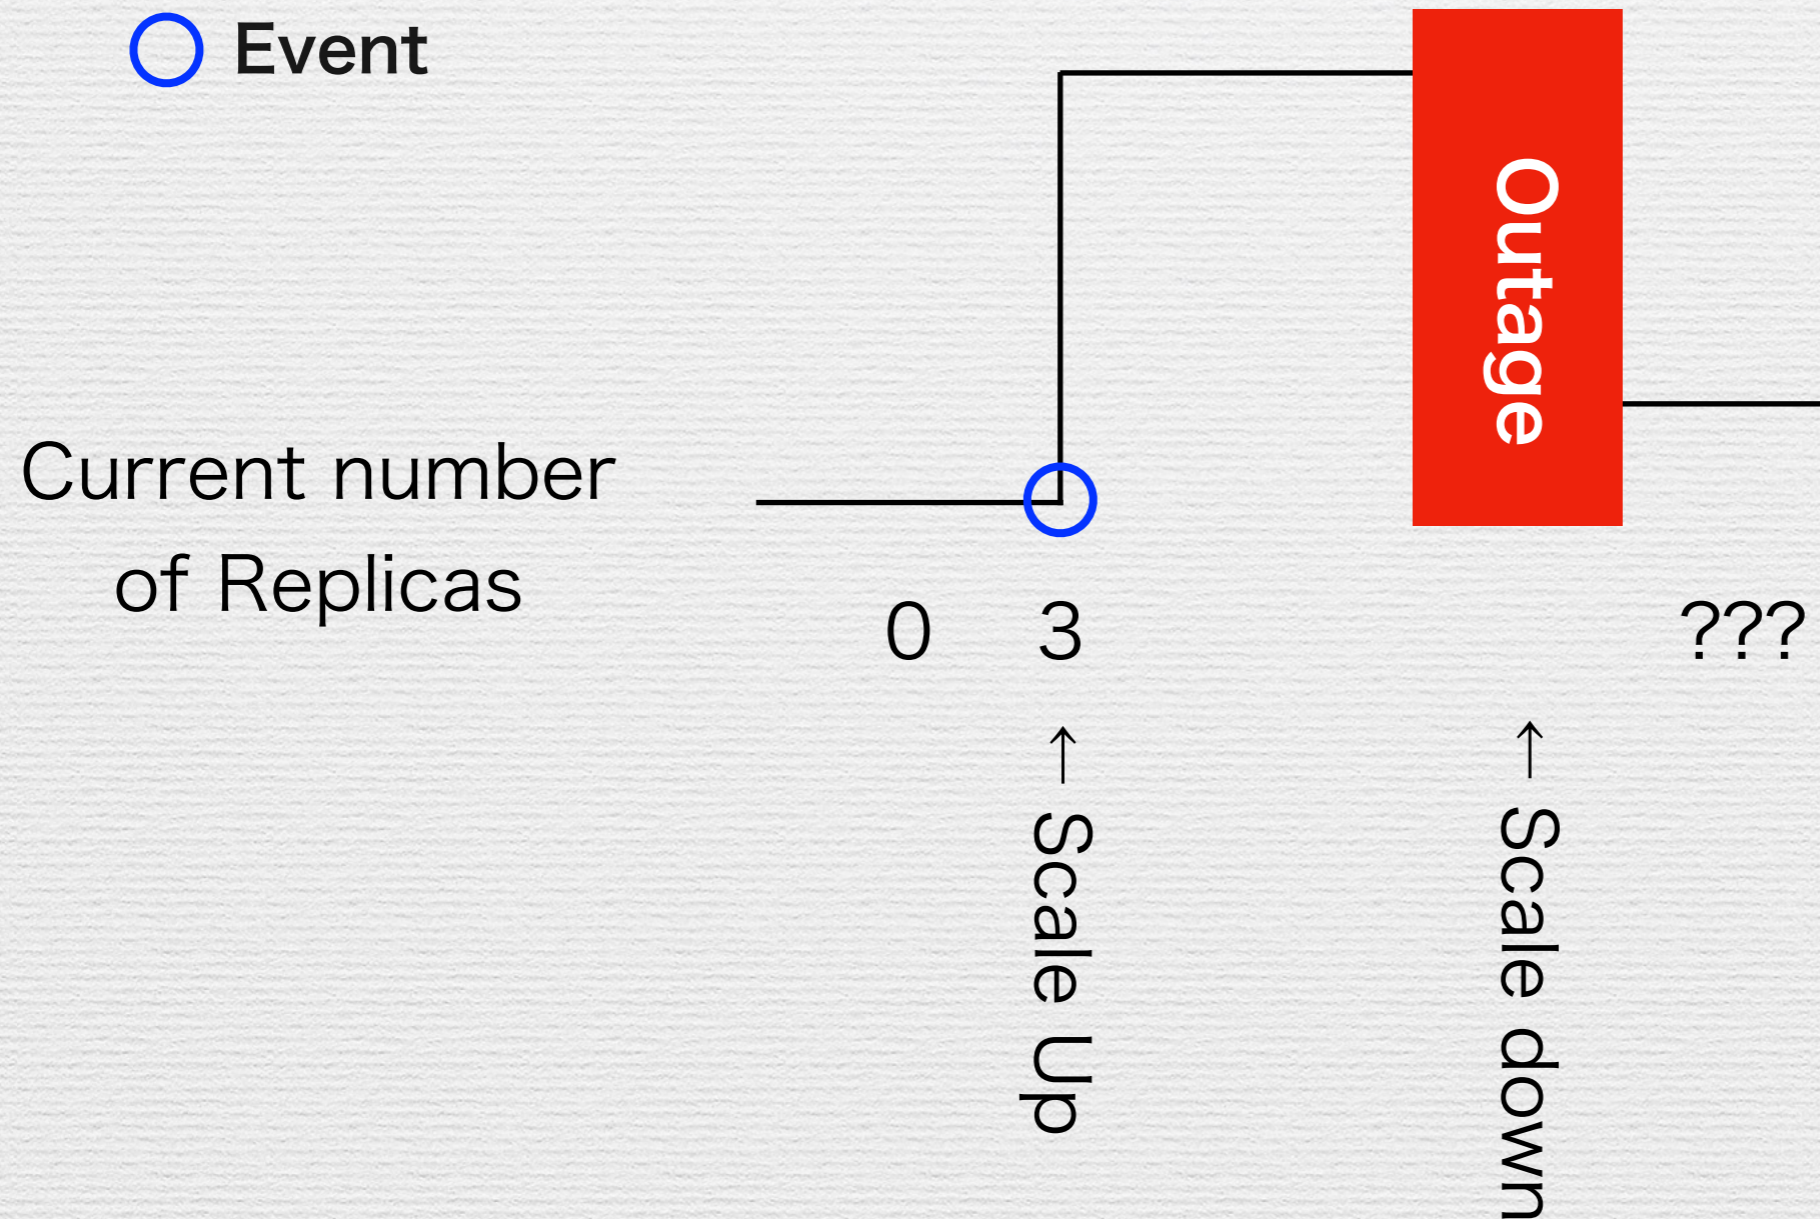 Event
Outage
Current number
of Replicas
0 3 ???
↑ Scale Up
↑ Scale down